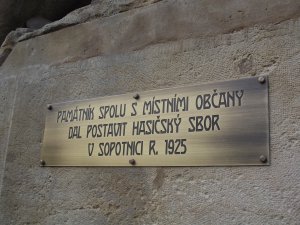 PAMÁTNÍK SPOLU S MÍSTNÍMI OBČANY
DAL POSTAVIT HASIČSKÝ SBOR
V SOPOTNICI R. 1925